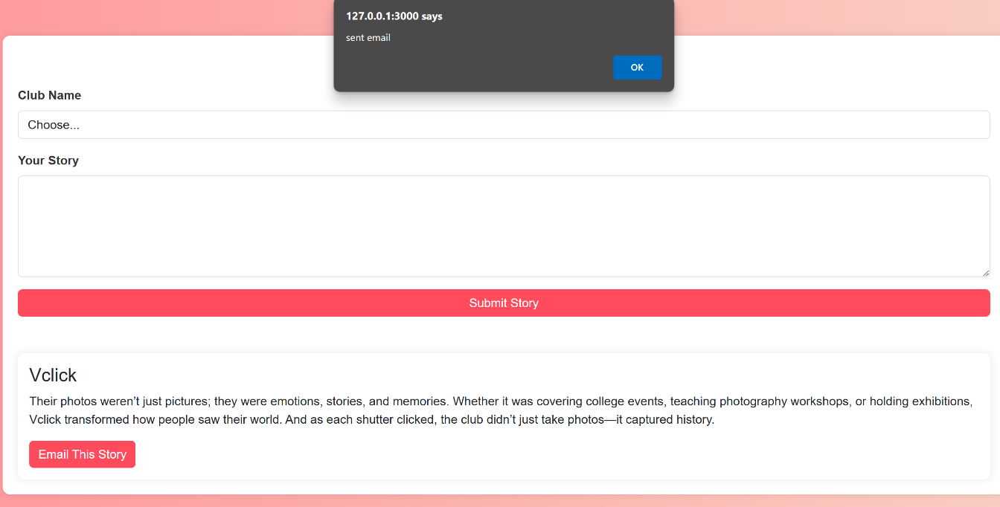 127.0.0.1:3000 says
sent email
OK
Club Name
Choose...
Your Story
Submit Story
Vclick
Their photos weren’t just pictures; they were emotions, stories, and memories. Whether it was covering college events, teaching photography workshops, or holding exhibitions,
Vclick transformed how people saw their world. And as each shutter clicked, the club didn’t just take photos—it captured history.
Email This Story